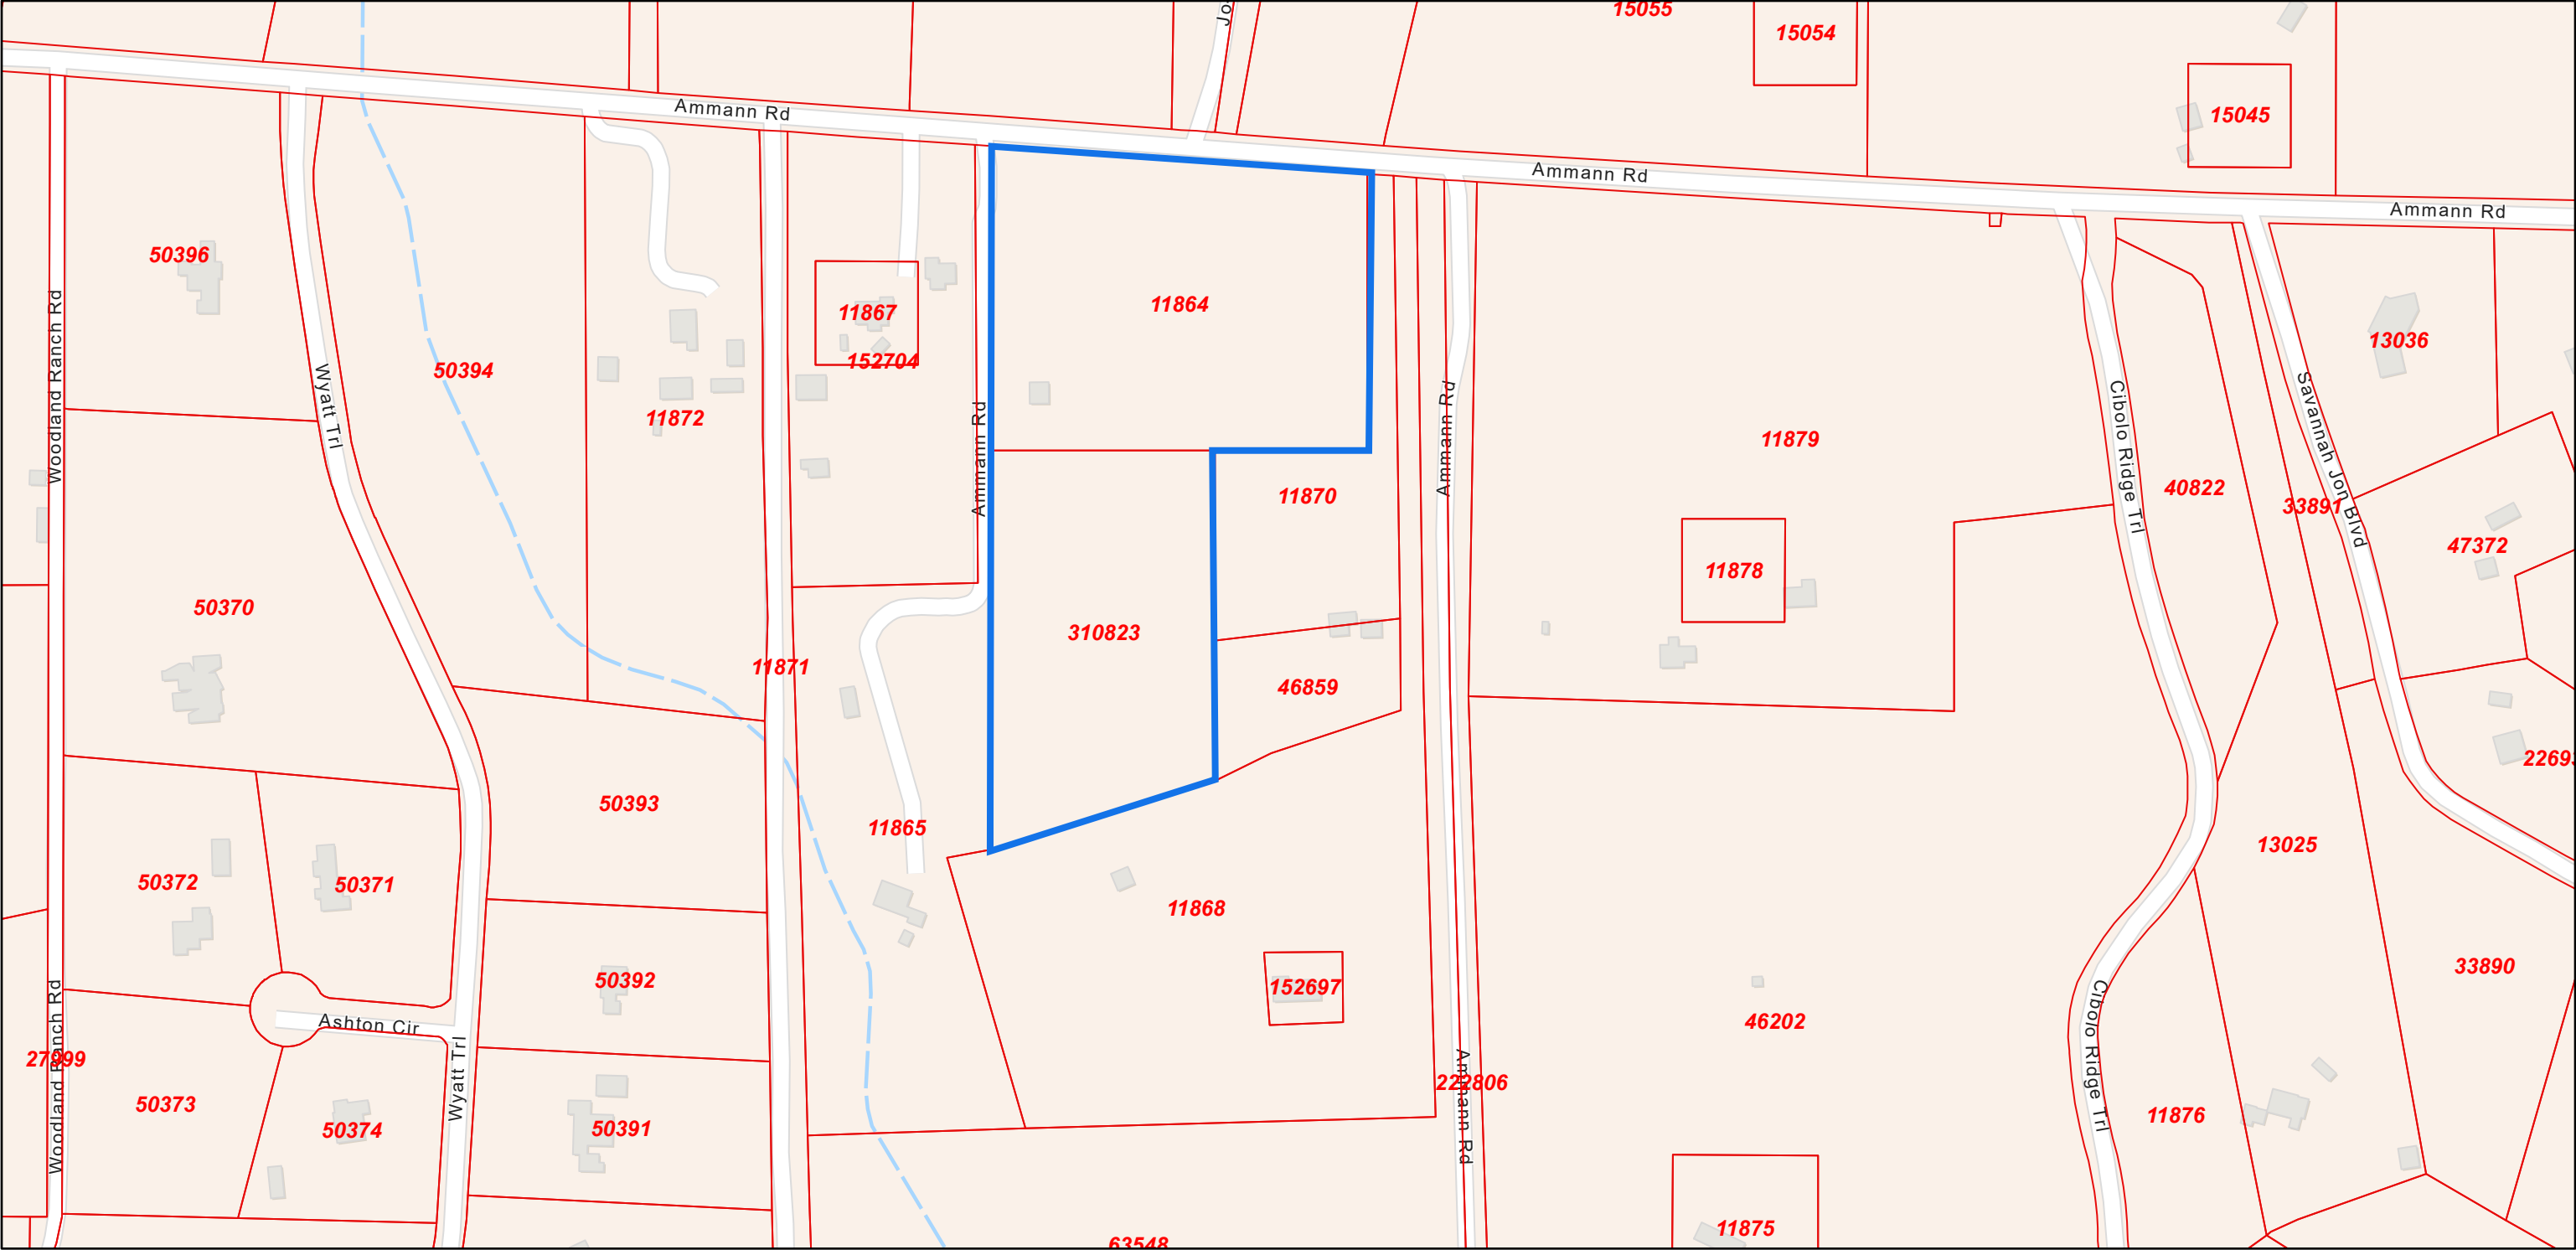 15055
Jo
15054
15045
Ammann Rd
Ammann Rd
Ammann Rd
50396
11864
11867
13036
152704
50394
11872
Woodland Ranch Rd
Wyatt Trl
Ammann Rd
Ammann Rd
11879
Cibolo Ridge Trl
Savannah Jon Blvd
40822
11870
33891
47372
11878
50370
310823
11871
46859
2269
50393
11865
13025
50372
50371
11868
33890
50392
152697
Ashton Cir
46202
27999
Woodland Ranch Rd
Wyatt Trl
222806
Ammann Rd
Cibolo Ridge Trl
50373
50374
50391
11876
11875
63548